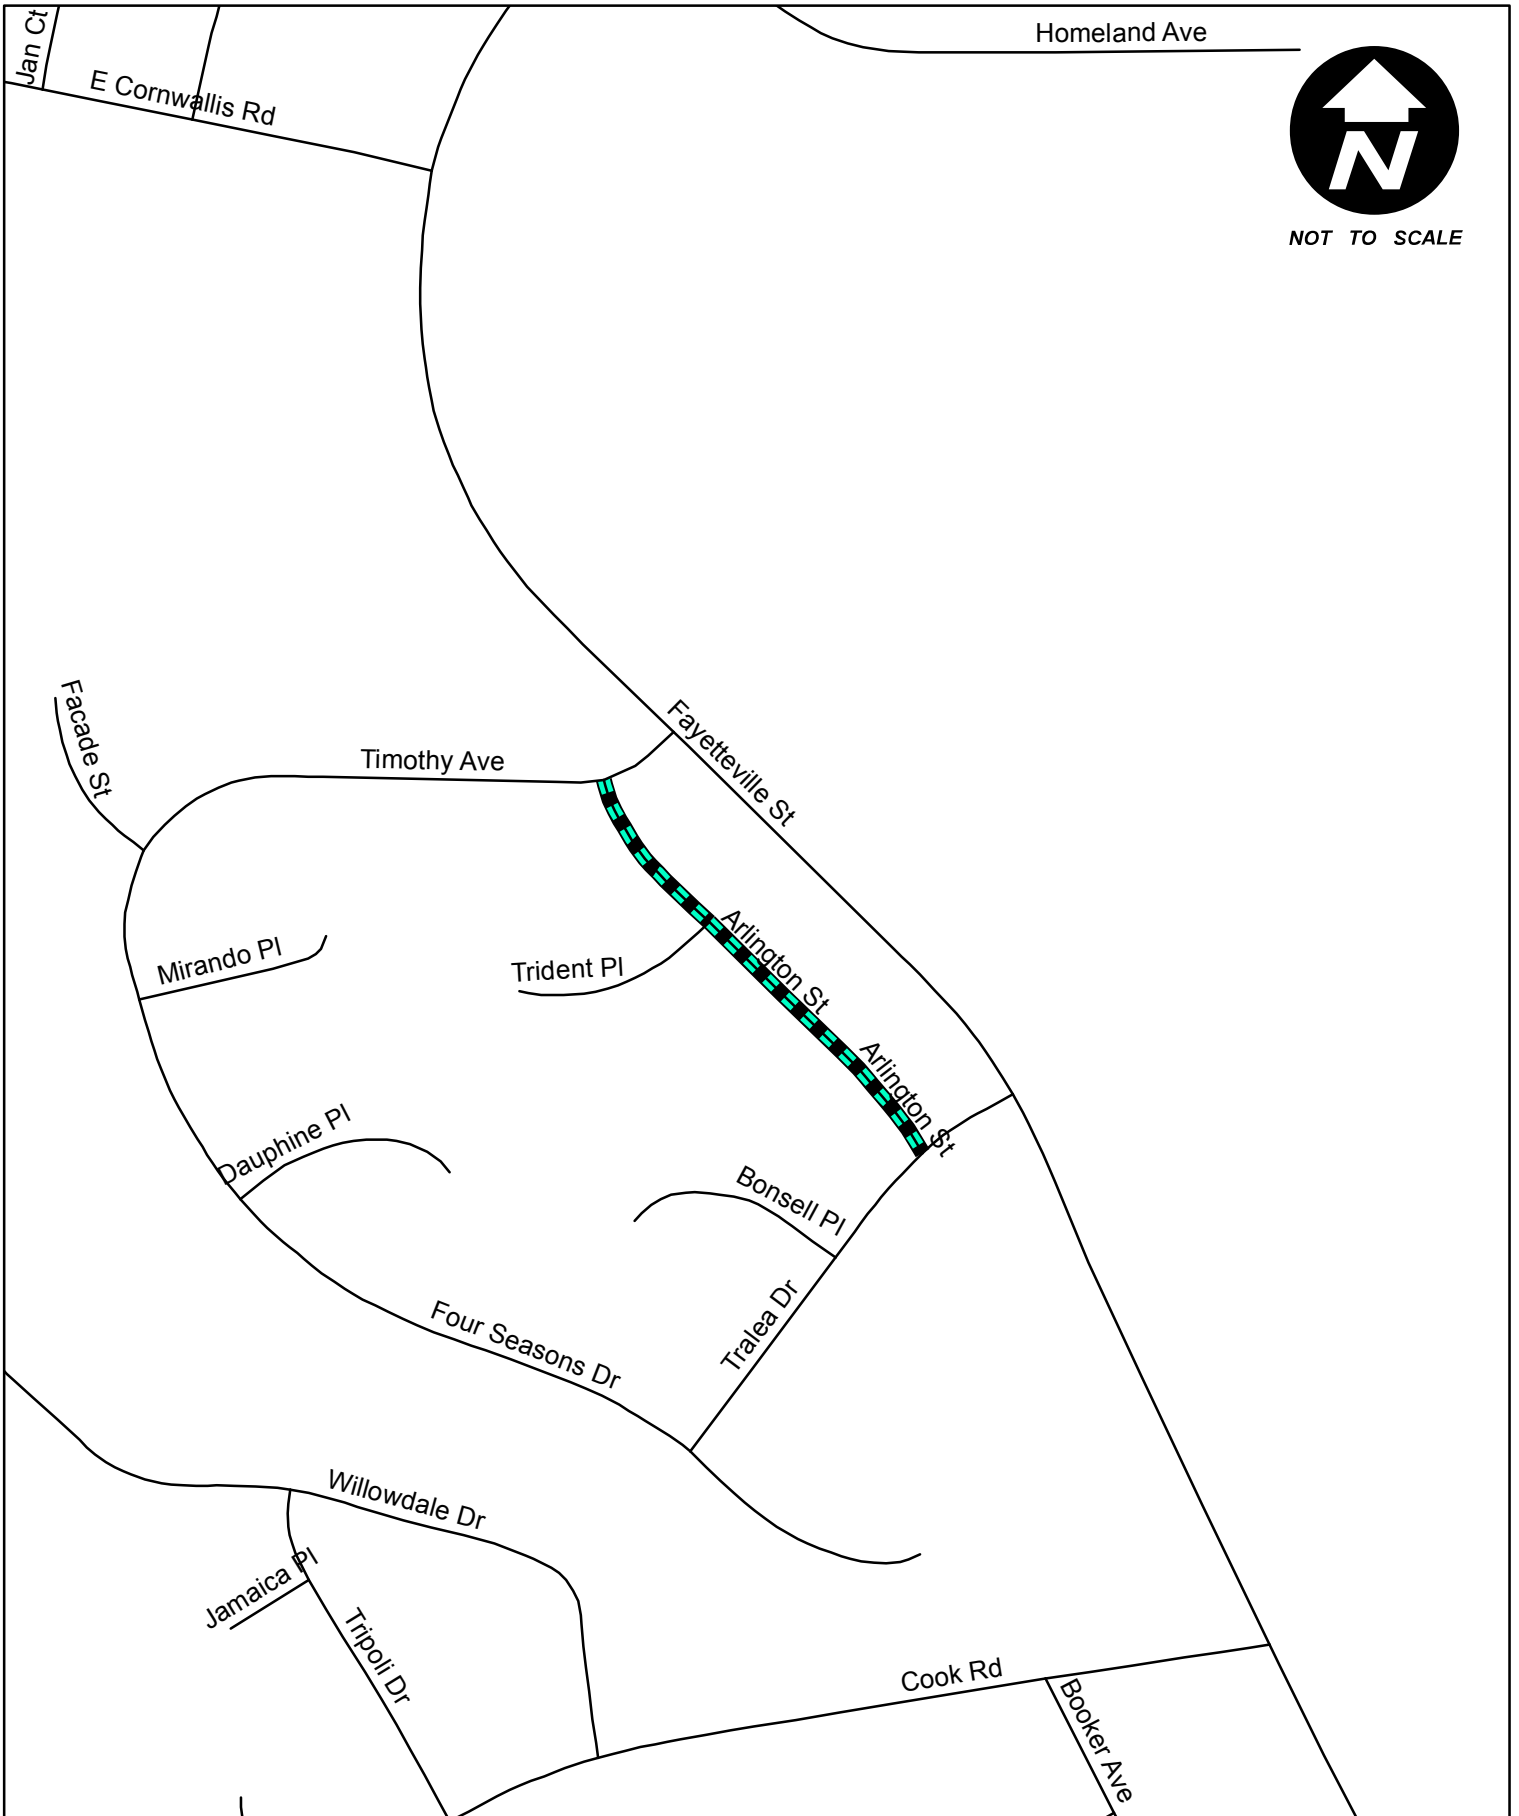 Jan Ct
Homeland Ave
E Cornwallis Rd
N
NOT TO SCALE
Facade St
Timothy Ave
Fayetteville St
Mirando Pl
Trident Pl
Arlington St
Arlington St
Dauphine Pl
Bonsell Pl
Tralea Dr
Four Seasons Dr
Willowdale Dr
Jamaica Pl
Tripoli Dr
Cook Rd
Booker Ave